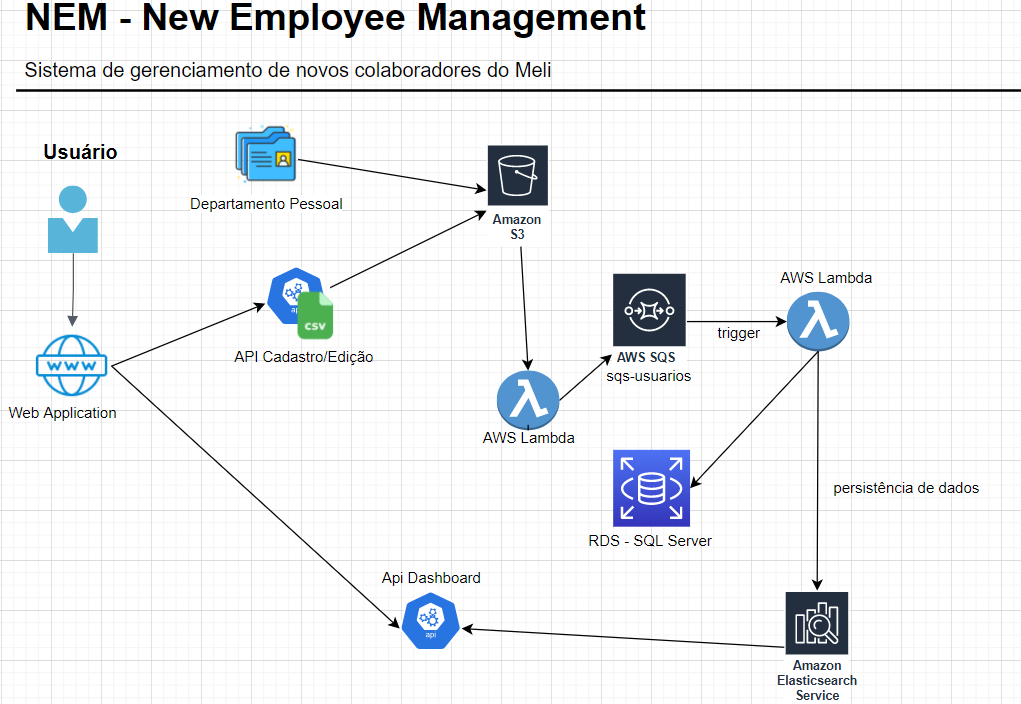 NEM - New Employee Management
Sistema de gerenciamento de novos colaboradores do Meli
Usuário
Departamento Pessoal
Amazon
S3
AWS Lambda
api
CSV
API Cadastro/Edição
trigger
AWS SQS
sqs-usuarios
WWW
Web Application
AWS Lambda
persistência de dados
RDS - SQL Server
Api Dashboard
api
Amazon
Elasticsearch
Service